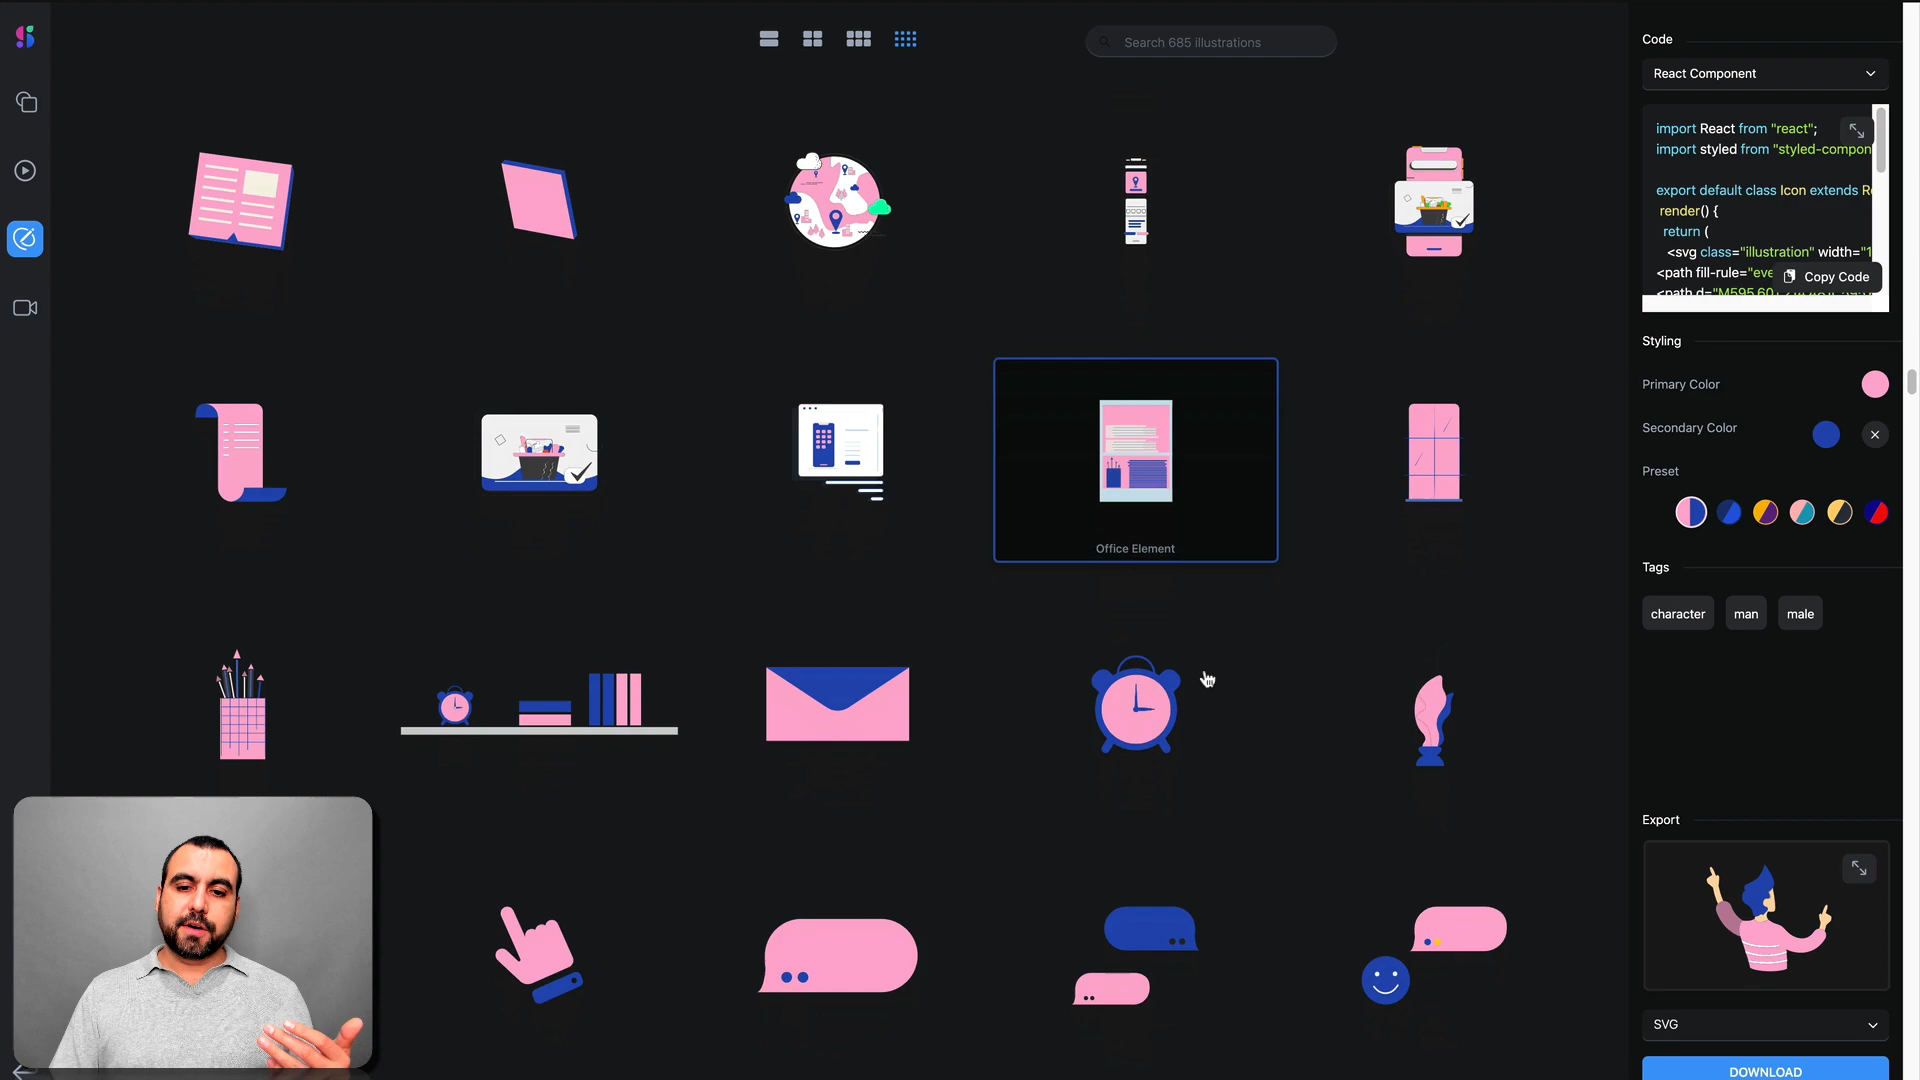 Search 685 illustrations
Code
React Component
import React from "react";
import styled from "styled-compon
export default class Icon extends R
render() {
return (
<svg class="illustration" width="1
<path fill-rule="eve
Copy Code
Styling
Primary Color
Secondary Color
Preset
Office Element
Tags
character
man
male
Export
SVG
DOWNLOAD